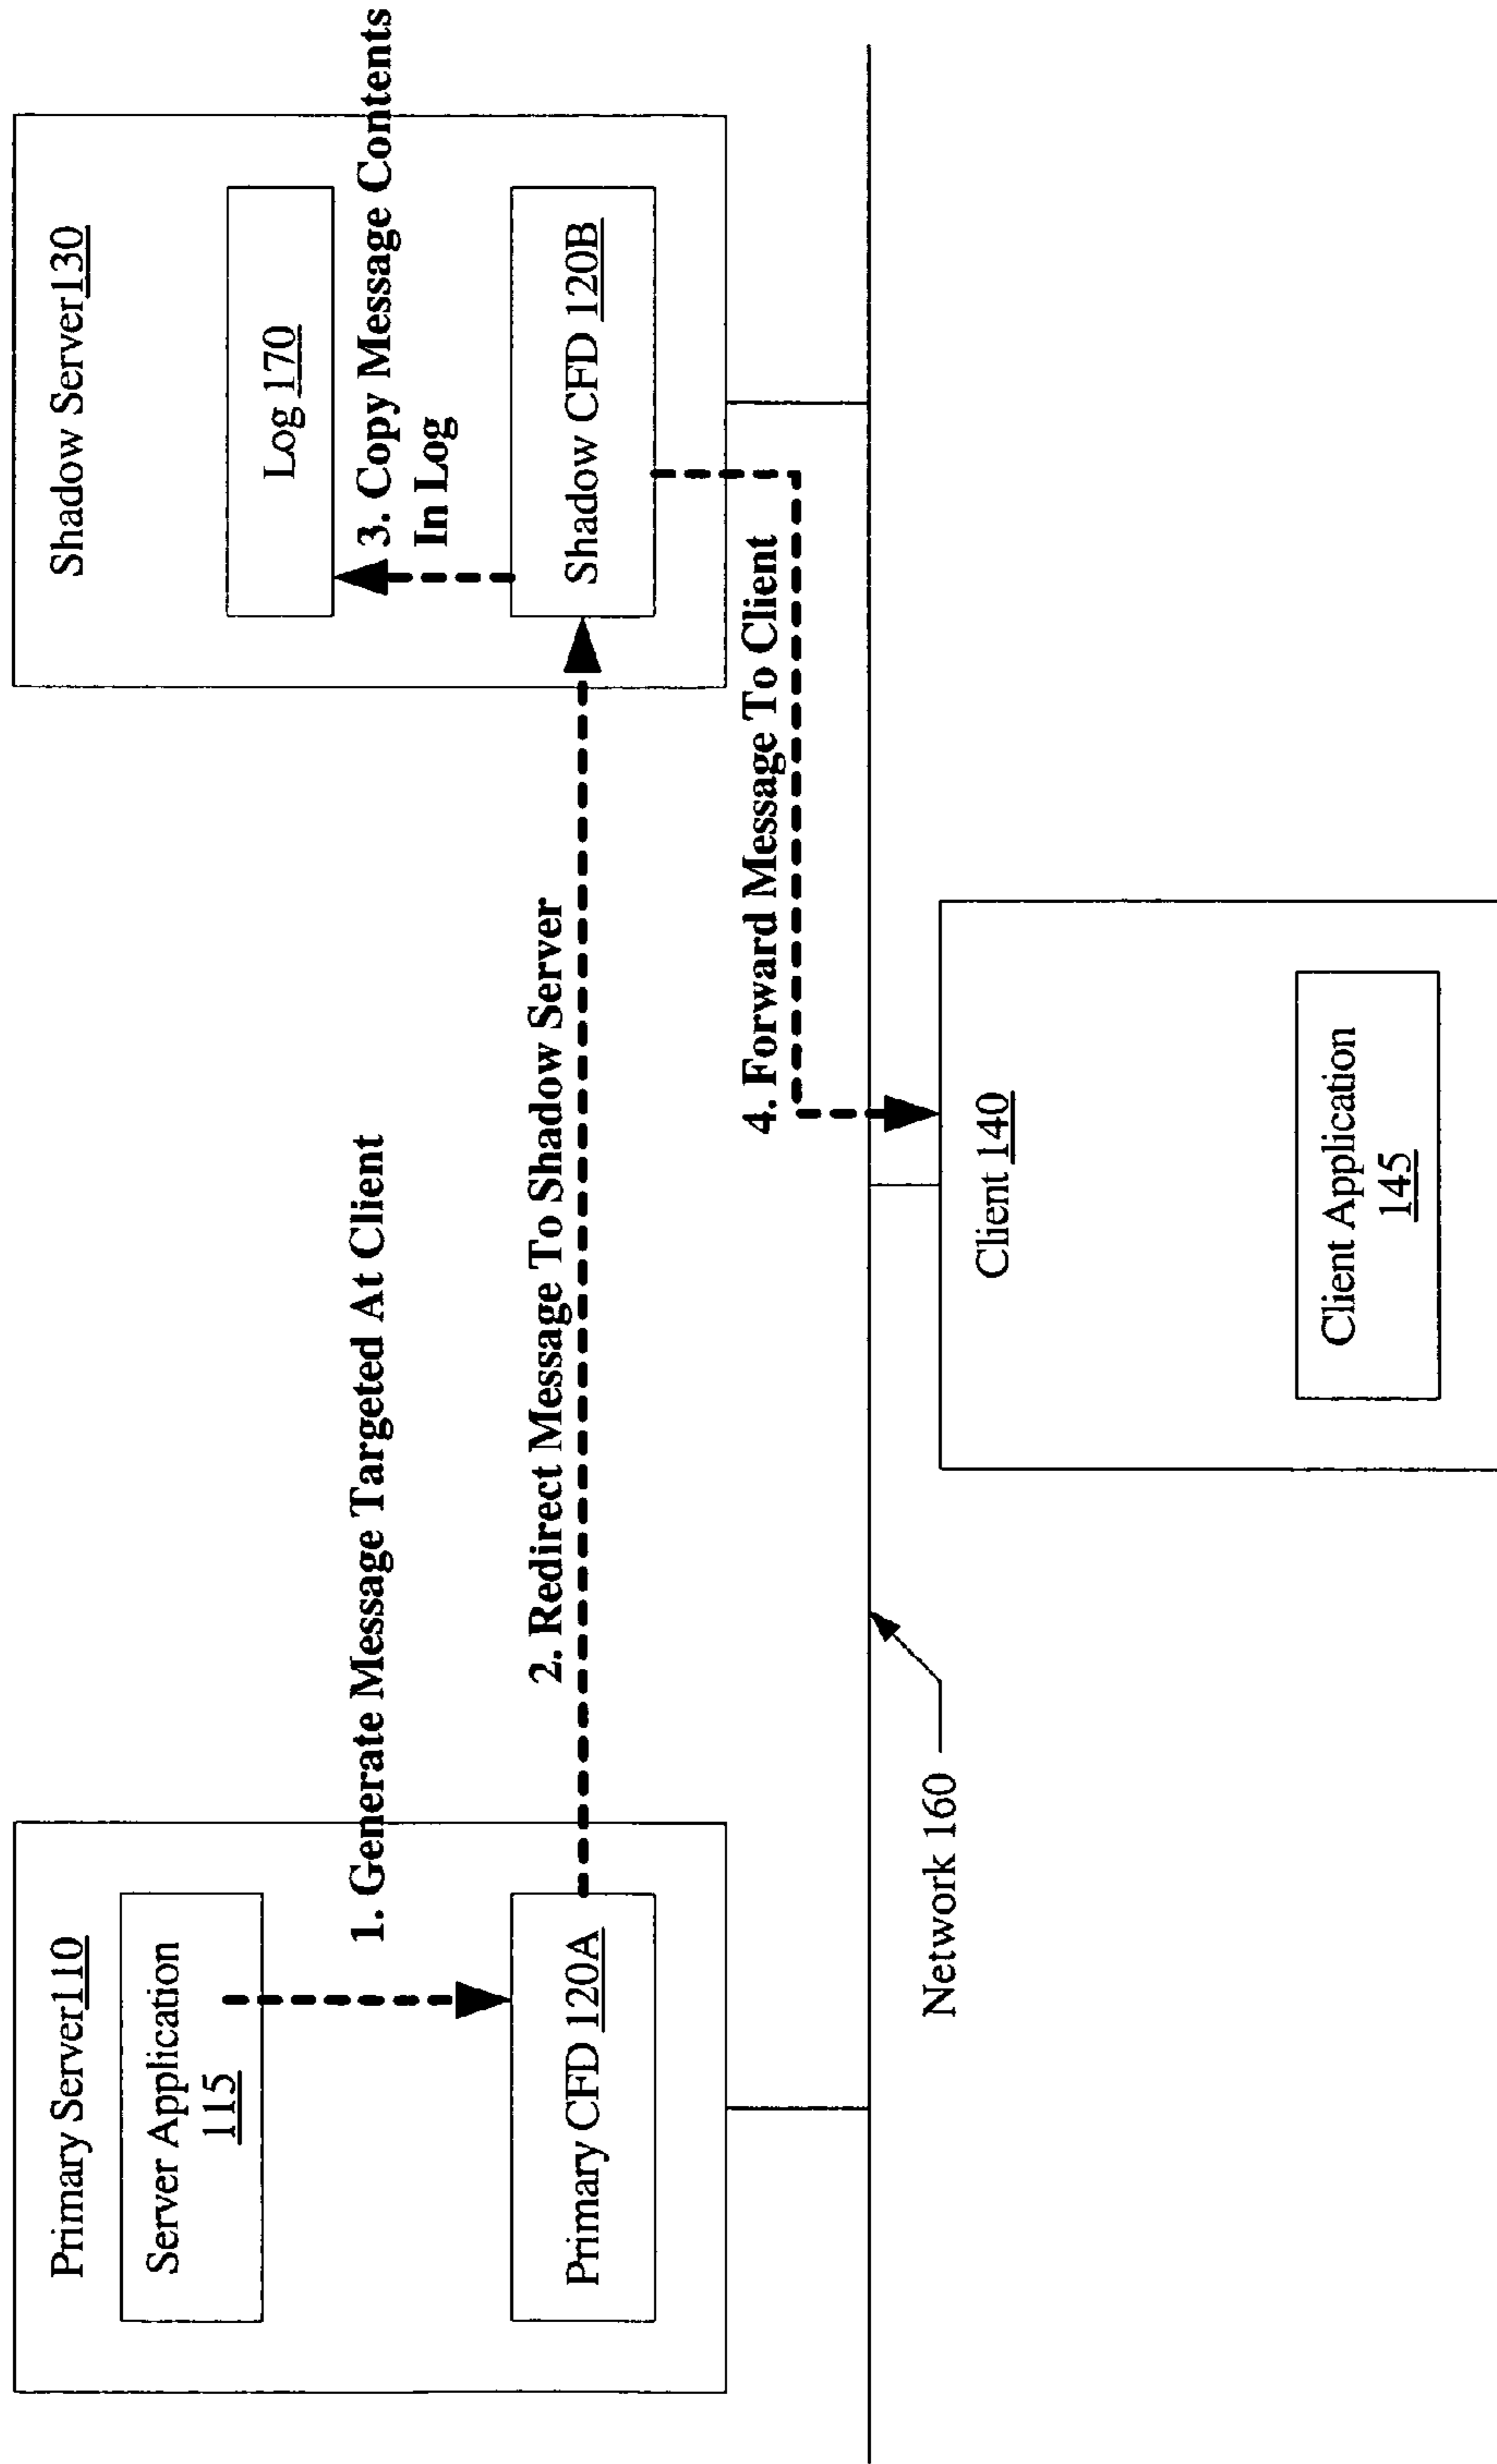 Primary Server110
Server Application
115
1. Generate Message Targeted At Client
Primary CFD 120A
2. Redirect Message To Shadow Server
Shadow Server130
Log 170
3. Copy Message Contents
In Log
Shadow CFD 120B
4. Forward Message To Client
Network 160
Client 140
Client Application
145